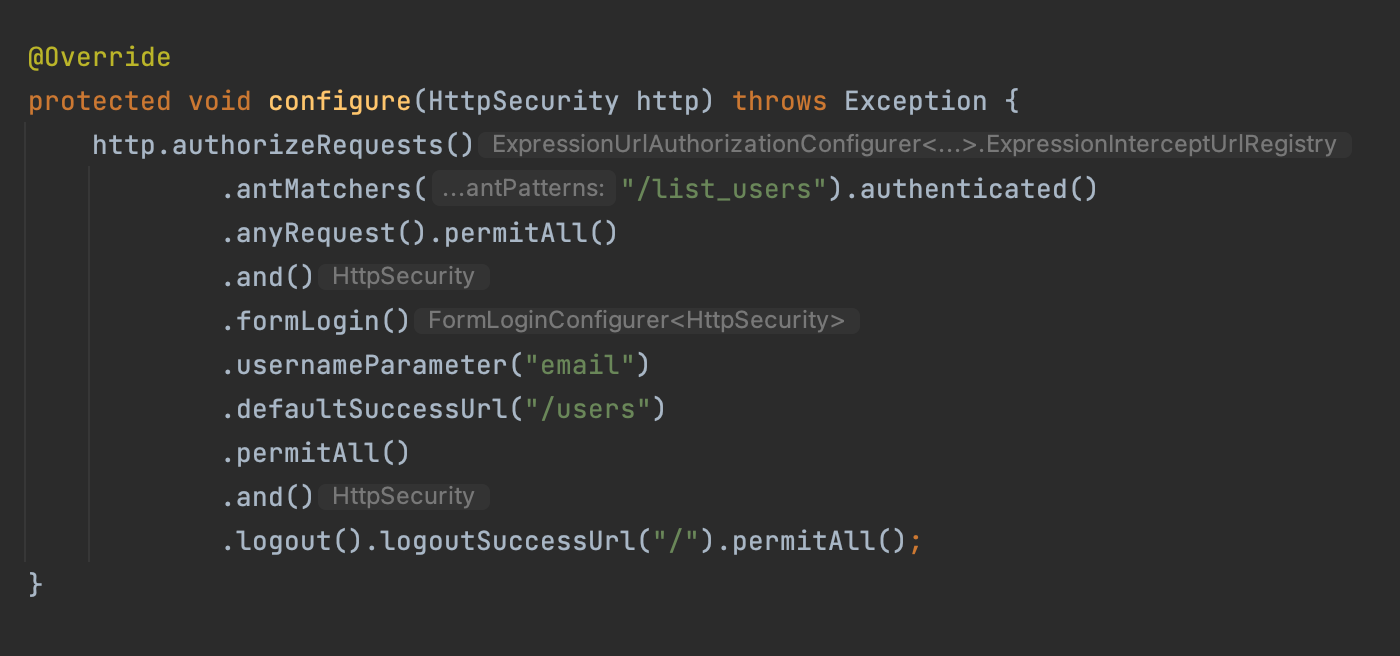 @Override
protected void configure(HttpSecurity http) throws Exception {
http.authorizeRequests() ExpressionUrlAuthorizationConfigurer<...>.ExpressionInterceptUrlRegistry
.antMatchers( ...antPatterns: "/list_users").authenticated()
.anyRequest().permitAll()
.and() HttpSecurity
.formLogin() FormLoginConfigurer<HttpSecurity>
.usernameParameter("email")
.defaultSuccessUrl("/users")
.permitAll()
.and() HttpSecurity
.logout().logoutSuccessUrl("/").permitAll();
}